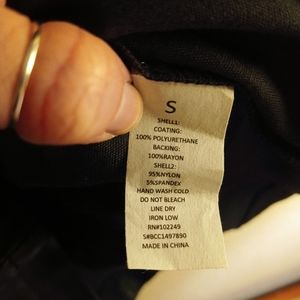 S
SHELL1:
COATING:
100% POLYURETHANE
BACKING:
100%RAYON
SHELL2:
95%NYLON
5%SPANDEX
HAND WASH COLD
DO NOT BLEACH
LINE DRY
IRON LOW
RN#102249
S#BCC1497890
MADE IN CHINA